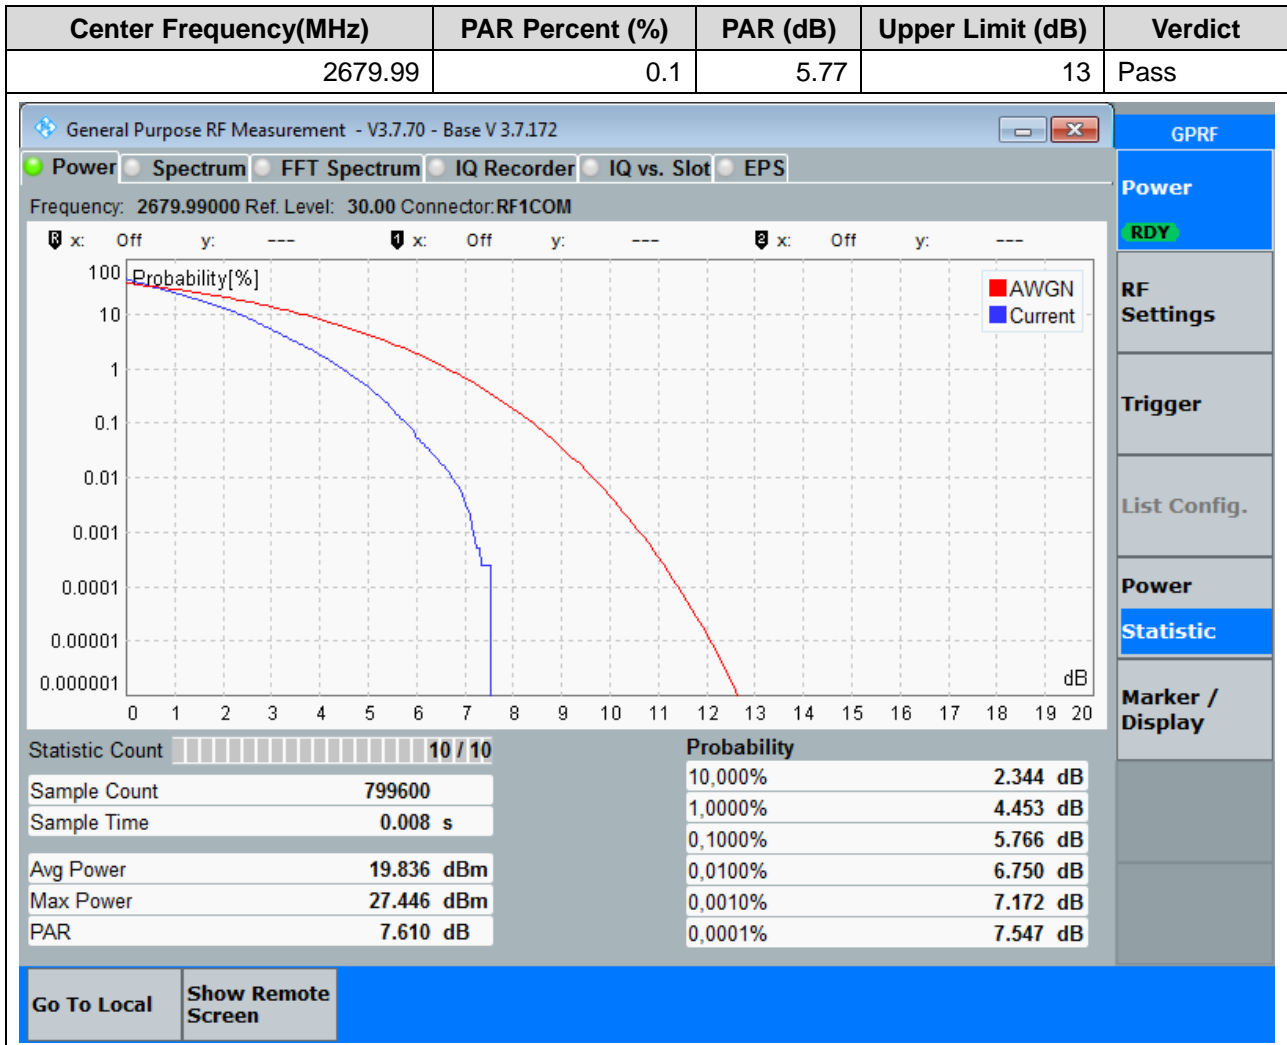 Center Frequency(MHz) PAR Percent (%) PAR (dB) Upper Limit (dB) Verdict
2679.99 0.1 5.77 13 Pass
General Purpose RF Measurement - V3.7.70 - Base V 3.7.172
GPRF
Power Spectrum FFT Spectrum IQ Recorder IQ vs. Slot EPS
Frequency: 2679.99000 Ref. Level: 30.00 Connector:RF1COM
R x: Off y: --- 1 x: Off y: --- 2 x: Off y: ---
Probability[%]
AWGN
Current
100
10
1
0.1
0.01
0.001
0.0001
0.00001
0.000001
dB
0 1 2 3 4 5 6 7 8 9 10 11 12 13 14 15 16 17 18 19 20
Statistic Count 10 / 10
Sample Count 799600
Sample Time 0.008 s
Avg Power 19.836 dBm
Max Power 27.446 dBm
PAR 7.610 dB
Probability
10,000% 2.344 dB
1,0000% 4.453 dB
0,1000% 5.766 dB
0,0100% 6.750 dB
0,0010% 7.172 dB
0,0001% 7.547 dB
Power
RDY
RF
Settings
Trigger
List Config.
Power
Statistic
Marker /
Display
Go To Local
Show Remote
Screen